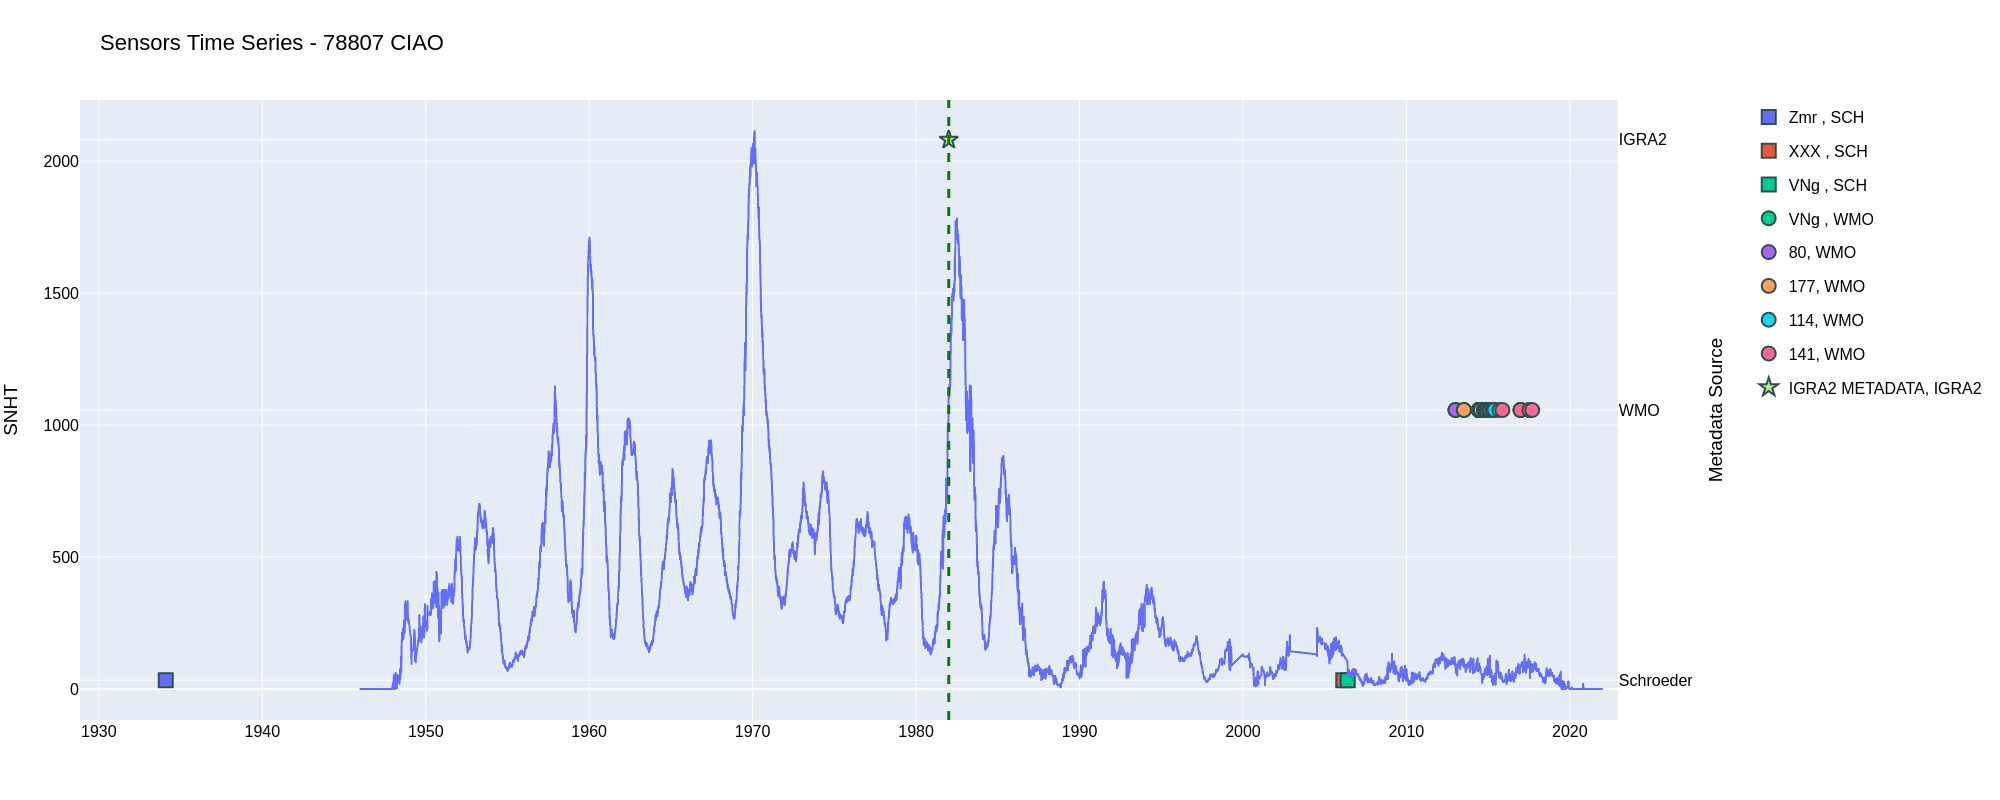 Sensors Time Series - 78807 CIAO
SNHT
2000
1500
1000
500
0
1930
1940
1950
1960
1970
1980
1990
2000
2010
2020
IGRA2
WMO
Schroeder
Metadata Source
Zmr , SCH
XXX , SCH
VNg , SCH
VNg , WMO
80, WMO
177, WMO
114, WMO
141, WMO
IGRA2 METADATA, IGRA2